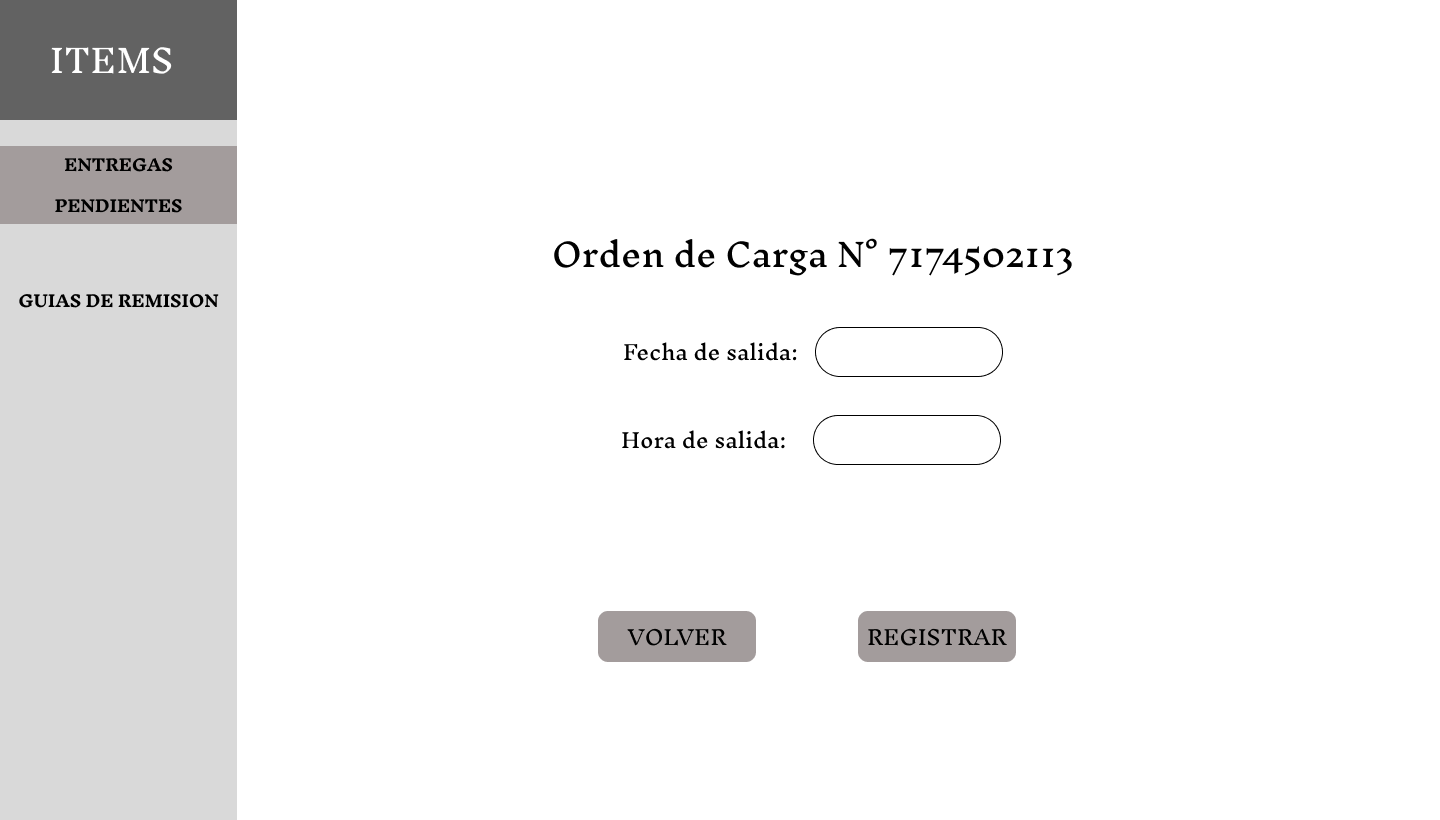 ITEMS
ENTREGAS
PENDIENTES
GUIAS DE REMISION
Orden de Carga N° 7174502113
Fecha de salida:
Hora de salida:
VOLVER
REGISTRAR